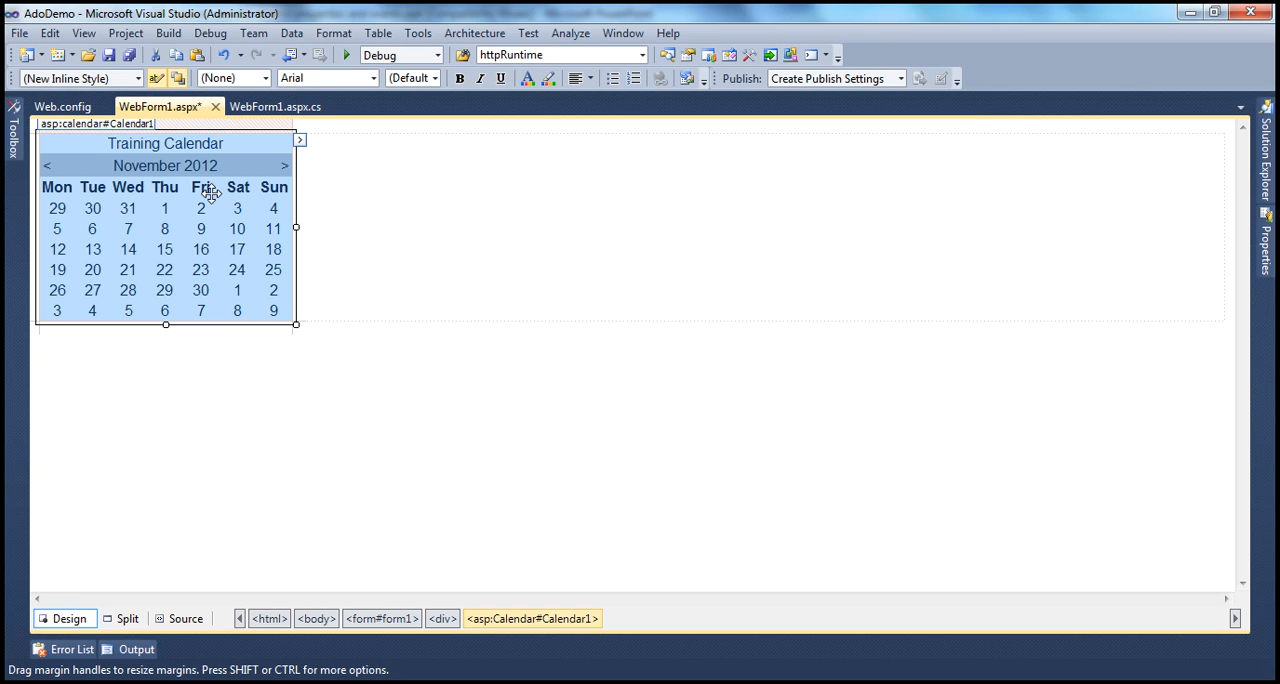 AdoDemo - Microsoft Visual Studio (Administrator)
File Edit View Project Build Debug Team Data Format Table Tools Architecture Test Analyze Window Help
Debug httpRuntime
(New Inline Style) (None) Arial (Default B I U A Publish: Create Publish Settings
Web.config WebForm1.aspx* WebForm1.aspx.cs
Toolbox
Solution Explorer
Properties
asp:calendar#Calendar1
Training Calendar
< November 2012 >
Mon Tue Wed Thu Fri Sat Sun
29 30 31 1 2 3 4
5 6 7 8 9 10 11
12 13 14 15 16 17 18
19 20 21 22 23 24 25
26 27 28 29 30 1 2
3 4 5 6 7 8 9
Design Split Source <html> <body> <form#form1> <div> <asp:Calendar#Calendar1>
Error List Output
Drag margin handles to resize margins. Press SHIFT or CTRL for more options.